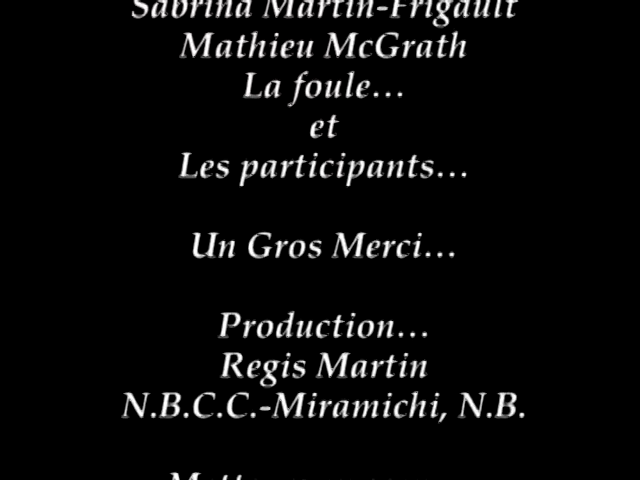 Sabrina Martin-Frigault
Mathieu McGrath
La foule...
et
Les participants...
Un Gros Merci...
Production...
Regis Martin
N.B.C.C.-Miramichi, N.B.